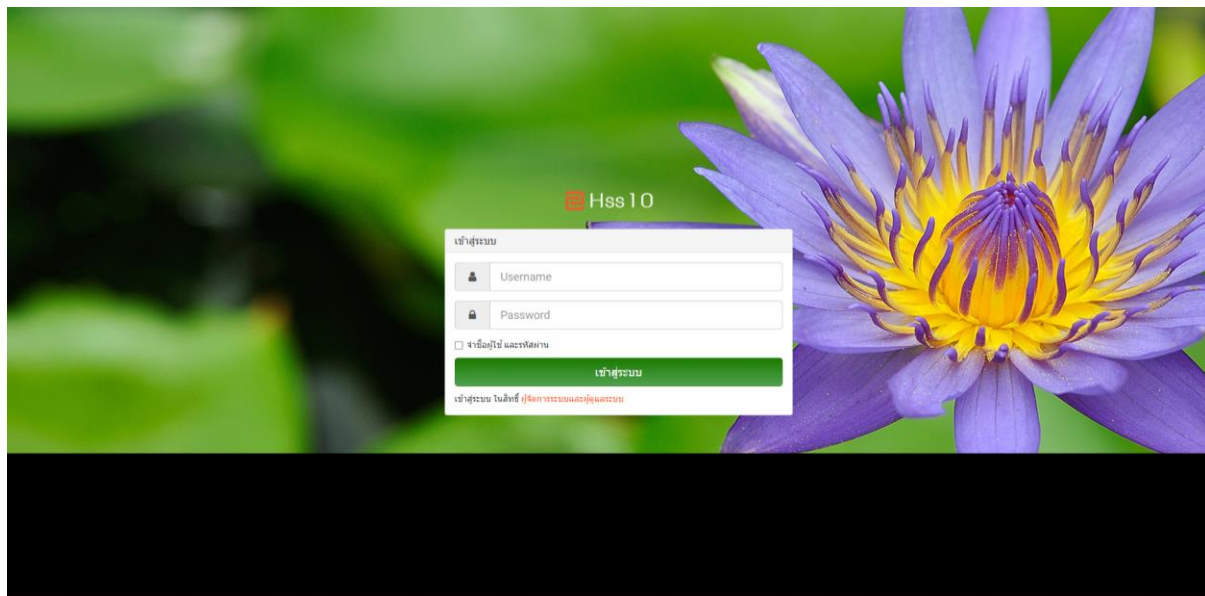 Hss10
เข้าสู่ระบบ
Username
Password
จำชื่อผู้ใช้ และรหัสผ่าน
เข้าสู่ระบบ
เข้าสู่ระบบ ในสิทธิ์ ผู้จัดการระบบและผู้ดูแลระบบ